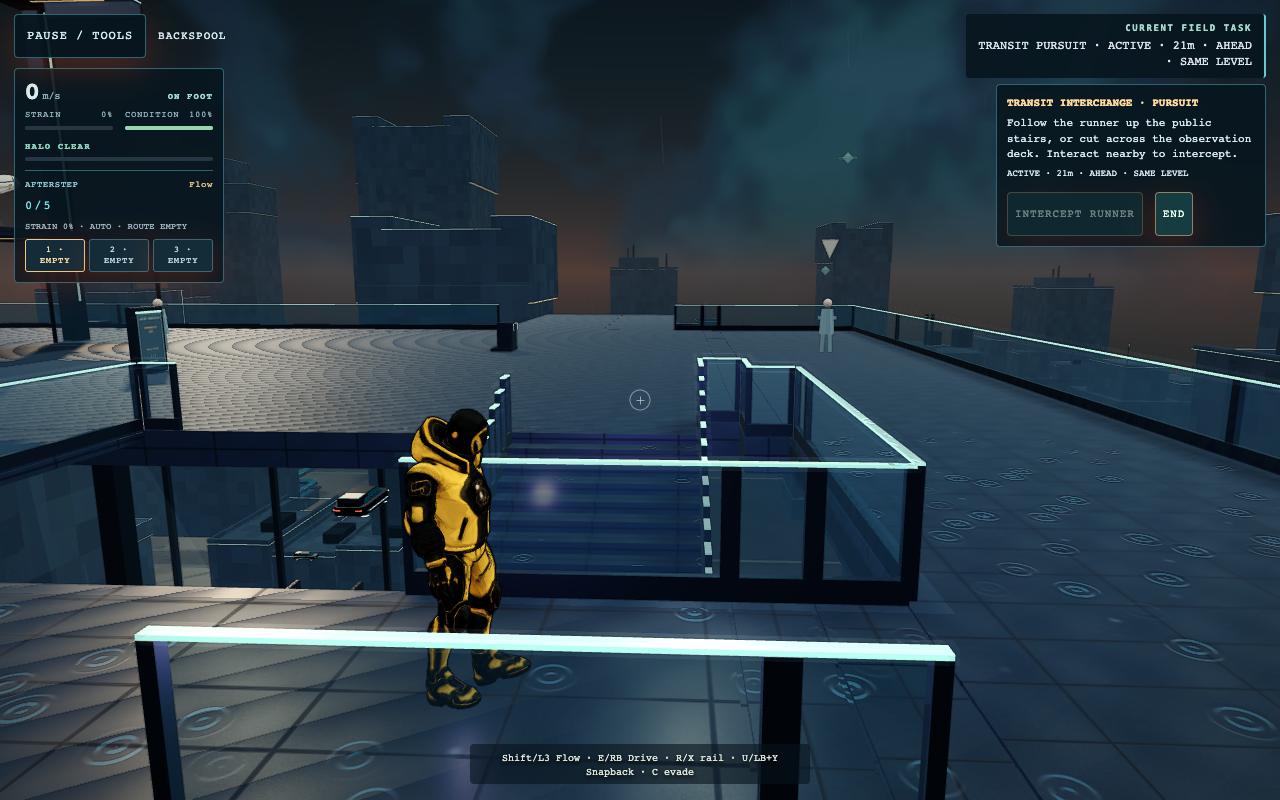 PAUSE / TOOLS
BACKSPOOL
0 m/s
ON FOOT
STRAIN 0%
CONDITION 100%
HALO CLEAR
AFTERSTEP
Flow
0/5
STRAIN 0% · AUTO · ROUTE EMPTY
1 · EMPTY
2 · EMPTY
3 · EMPTY
CURRENT FIELD TASK
TRANSIT PURSUIT · ACTIVE · 21m · AHEAD
· SAME LEVEL
TRANSIT INTERCHANGE · PURSUIT
Follow the runner up the public
stairs, or cut across the observation
deck. Interact nearby to intercept.
ACTIVE · 21m · AHEAD · SAME LEVEL
INTERCEPT RUNNER
END
Shift/L3 Flow · E/RB Drive · R/X rail · U/LB+Y
Snapback · C evade